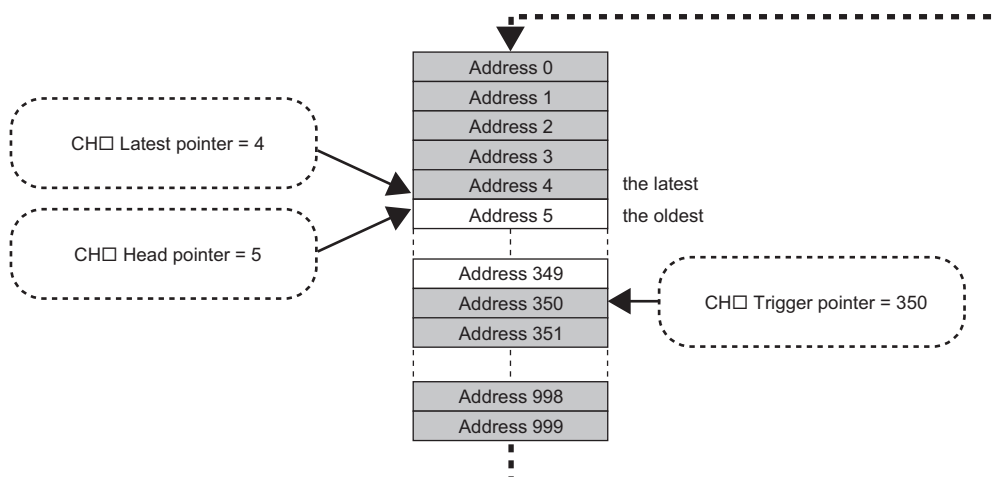 Address 0
Address 1
Address 2
Address 3
CH□ Latest pointer = 4
Address 4 the latest
Address 5 the oldest
CH□ Head pointer = 5
Address 349
Address 350
CH□ Trigger pointer = 350
Address 351
Address 998
Address 999